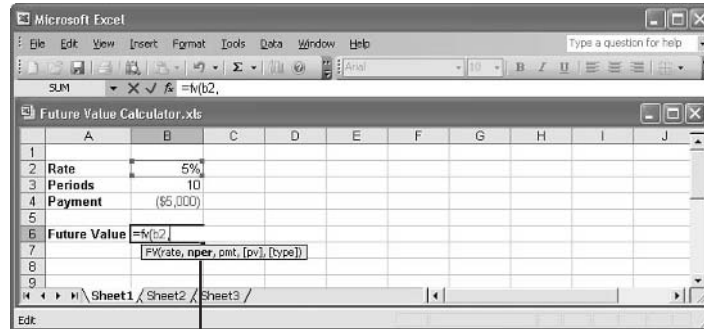 Microsoft Excel
File Edit View Insert Format Tools Data Window Help Type a question for help
Arial 10 B I U
SUM fx =fv(b2,
Future Value Calculator.xls
A B C D E F G H I J
1
2 Rate 5%
3 Periods 10
4 Payment ($5,000)
5
6 Future Value =fv(b2,
7 FV(rate, nper, pmt, [pv], [type])
8
9
Sheet1 / Sheet2 / Sheet3 /
Edit